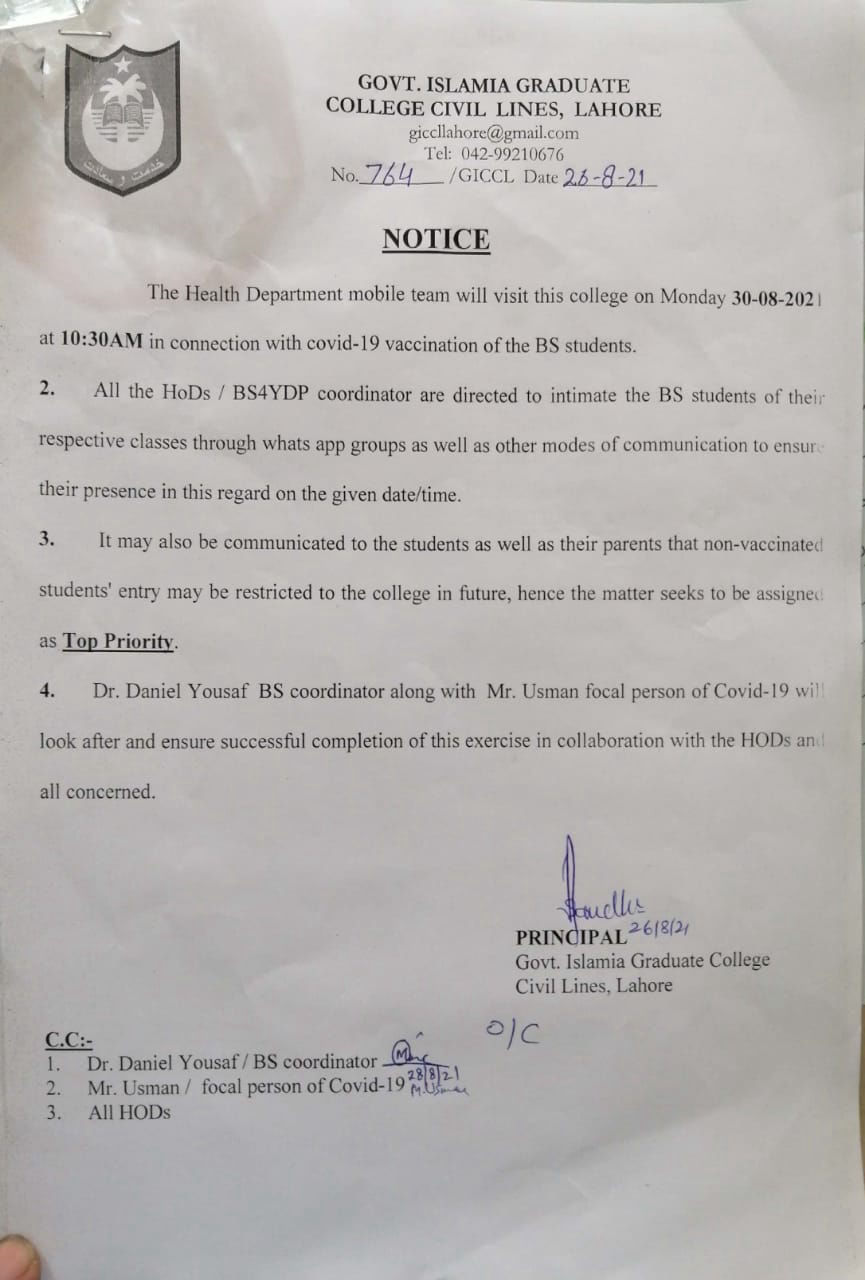 خدمت و سعادت
GOVT. ISLAMIA GRADUATE
COLLEGE CIVIL LINES, LAHORE
giccllahore@gmail.com
Tel: 042-99210676
No. 764 /GICCL Date 26-8-21
NOTICE
The Health Department mobile team will visit this college on Monday 30-08-2021
at 10:30AM in connection with covid-19 vaccination of the BS students.
2. All the HoDs / BS4YDP coordinator are directed to intimate the BS students of their
respective classes through whats app groups as well as other modes of communication to ensure
their presence in this regard on the given date/time.
3. It may also be communicated to the students as well as their parents that non-vaccinated
students' entry may be restricted to the college in future, hence the matter seeks to be assigned
as Top Priority.
4. Dr. Daniel Yousaf BS coordinator along with Mr. Usman focal person of Covid-19 will
look after and ensure successful completion of this exercise in collaboration with the HODs and
all concerned.
PRINCIPAL 26/8/21
Govt. Islamia Graduate College
Civil Lines, Lahore
O/C
C.C:-
1. Dr. Daniel Yousaf / BS coordinator
28/8/21
2. Mr. Usman / focal person of Covid-19 M.Usman
3. All HODs